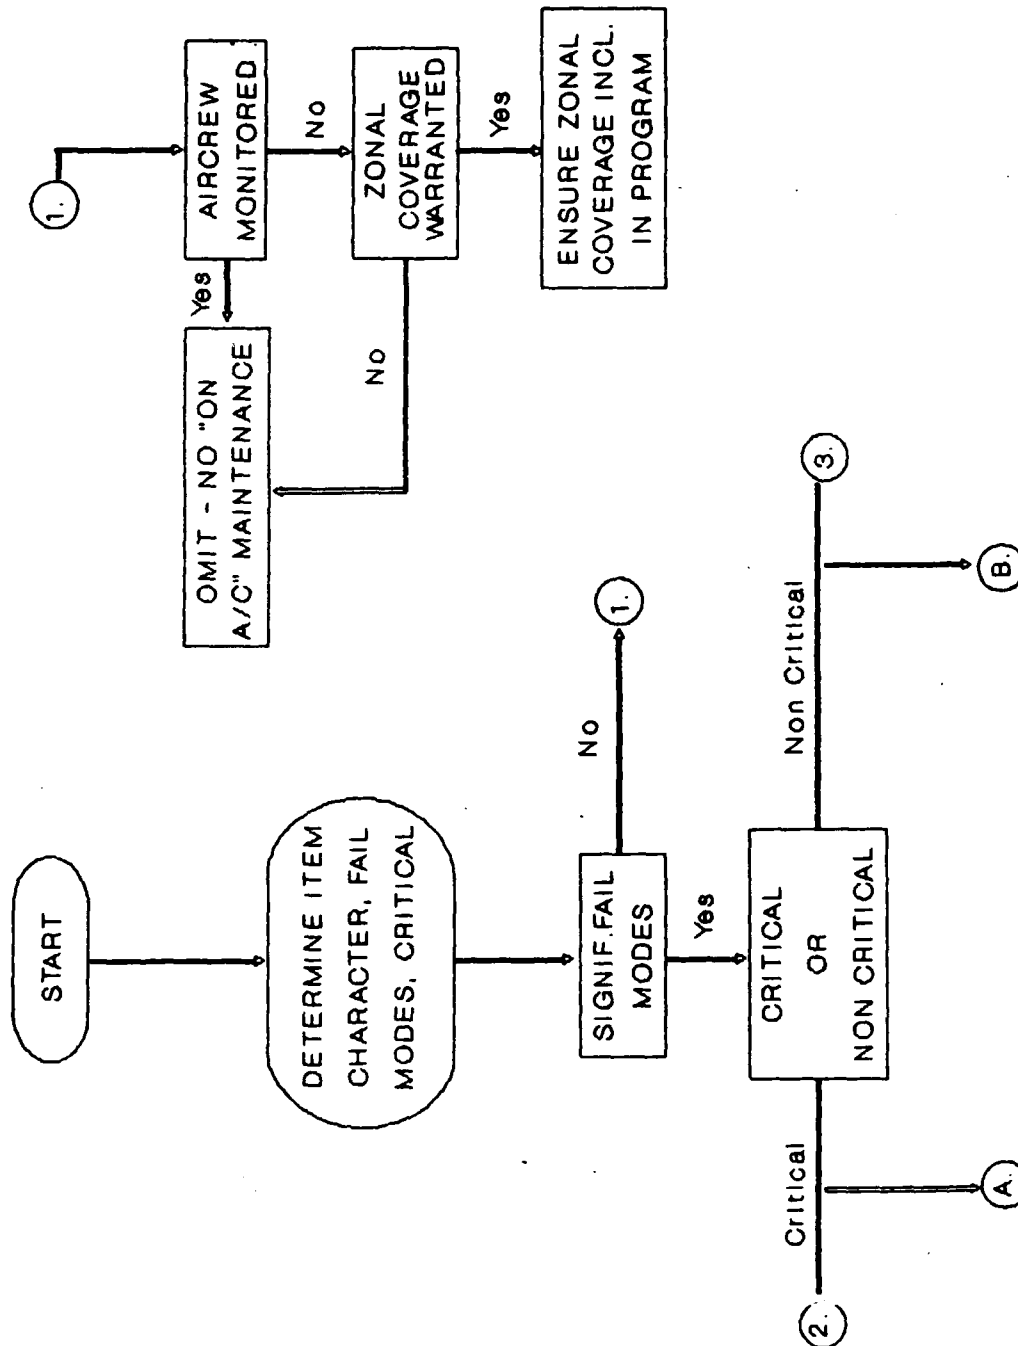 START
DETERMINE ITEM
CHARACTER, FAIL
MODES, CRITICAL
SIGNIF. FAIL
MODES
No
1.
Yes
CRITICAL
OR
NON CRITICAL
Critical
2.
A.
Non Critical
3.
B.
1.
AIRCREW
MONITORED
Yes
OMIT - NO "ON
A/C" MAINTENANCE
No
ZONAL
COVERAGE
WARRANTED
No
Yes
ENSURE ZONAL
COVERAGE INCL.
IN PROGRAM